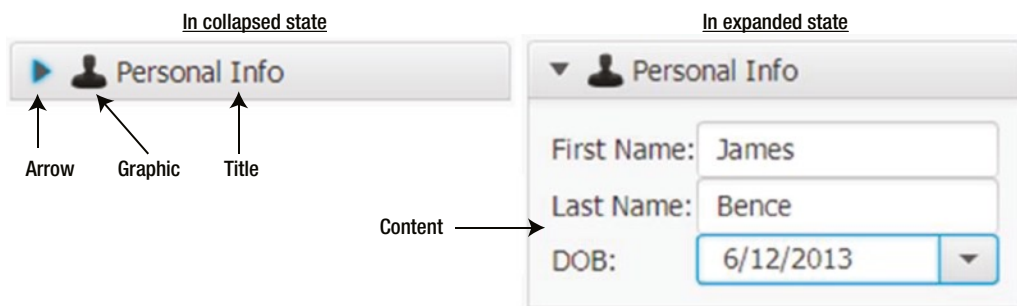 In collapsed state
Personal Info
Arrow
Graphic
Title
In expanded state
Personal Info
First Name: James
Last Name: Bence
DOB: 6/12/2013
Content